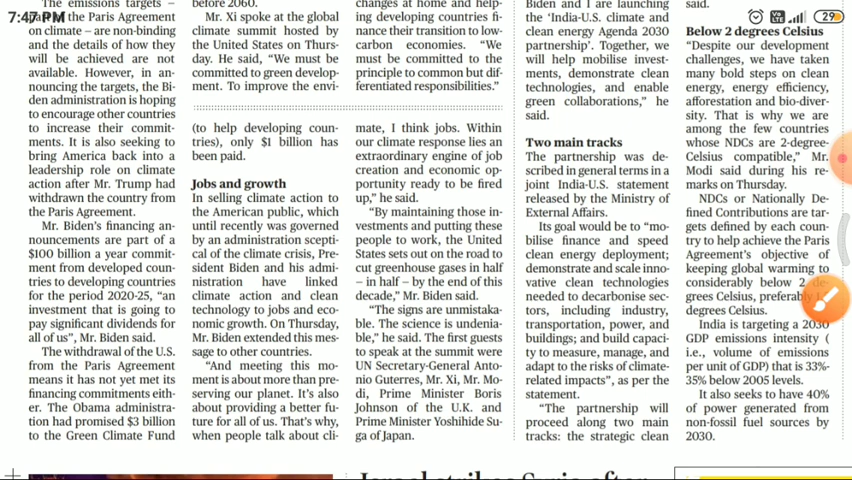 7:47 PM
29
The emissions targets –
of the Paris Agreement
on climate – are non-binding
and the details of how they
will be achieved are not
available. However, in an-
nouncing the targets, the Bi-
den administration is hoping
to encourage other countries
to increase their commit-
ments. It is also seeking to
bring America back into a
leadership role on climate
action after Mr. Trump had
withdrawn the country from
the Paris Agreement.
Mr. Biden's financing an-
nouncements are part of a
$100 billion a year commit-
ment from developed coun-
tries to developing countries
for the period 2020-25, “an
investment that is going to
pay significant dividends for
all of us”, Mr. Biden said.
The withdrawal of the U.S.
from the Paris Agreement
means it has not yet met its
financing commitments eith-
er. The Obama administra-
tion had promised $3 billion
to the Green Climate Fund
before 2060.
Mr. Xi spoke at the global
climate summit hosted by
the United States on Thurs-
day. He said, “We must be
committed to green develop-
ment. To improve the envi-
changes at home and help-
ing developing countries fi-
nance their transition to low-
carbon economies. “We
must be committed to the
principle to common but dif-
ferentiated responsibilities.”
(to help developing coun-
tries), only $1 billion has
been paid.
Jobs and growth
In selling climate action to
the American public, which
until recently was governed
by an administration scepti-
cal of the climate crisis, Pre-
sident Biden and his admi-
nistration have linked
climate action and clean
technology to jobs and eco-
nomic growth. On Thursday,
Mr. Biden extended this mes-
sage to other countries.
“And meeting this mo-
ment is about more than pre-
serving our planet. It's also
about providing a better fu-
ture for all of us. That's why,
when people talk about cli-
mate, I think jobs. Within
our climate response lies an
extraordinary engine of job
creation and economic op-
portunity ready to be fired
up,” he said.
“By maintaining those in-
vestments and putting these
people to work, the United
States sets out on the road to
cut greenhouse gases in half
– in half – by the end of this
decade,” Mr. Biden said.
“The signs are unmistaka-
ble. The science is undenia-
ble,” he said. The first guests
to speak at the summit were
UN Secretary-General Anto-
nio Guterres, Mr. Xi, Mr. Mo-
di, Prime Minister Boris
Johnson of the U.K. and
Prime Minister Yoshihide Su-
ga of Japan.
Biden and I are launching
the ‘India-U.S. climate and
clean energy Agenda 2030
partnership’. Together, we
will help mobilise invest-
ments, demonstrate clean
technologies, and enable
green collaborations,” he
said.
Two main tracks
The partnership was de-
scribed in general terms in a
joint India-U.S. statement
released by the Ministry of
External Affairs.
Its goal would be to “mo-
bilise finance and speed
clean energy deployment;
demonstrate and scale inno-
vative clean technologies
needed to decarbonise sec-
tors, including industry,
transportation, power, and
buildings; and build capaci-
ty to measure, manage, and
adapt to the risks of climate-
related impacts”, as per the
statement.
“The partnership will
proceed along two main
tracks: the strategic clean
said.
Below 2 degrees Celsius
“Despite our development
challenges, we have taken
many bold steps on clean
energy, energy efficiency,
afforestation and bio-diver-
sity. That is why we are
among the few countries
whose NDCs are 2-degree-
Celsius compatible,” Mr.
Modi said during his re-
marks on Thursday.
NDCs or Nationally De-
fined Contributions are tar-
gets defined by each coun-
try to help achieve the Paris
Agreement's objective of
keeping global warming to
considerably below 2 de-
grees Celsius,
degrees Celsius.
India is targeting a 2030
GDP emissions intensity (
i.e., volume of emissions
per unit of GDP) that is 33%-
35% below 2005 levels.
It also seeks to have 40%
of power generated from
non-fossil fuel sources by
2030.